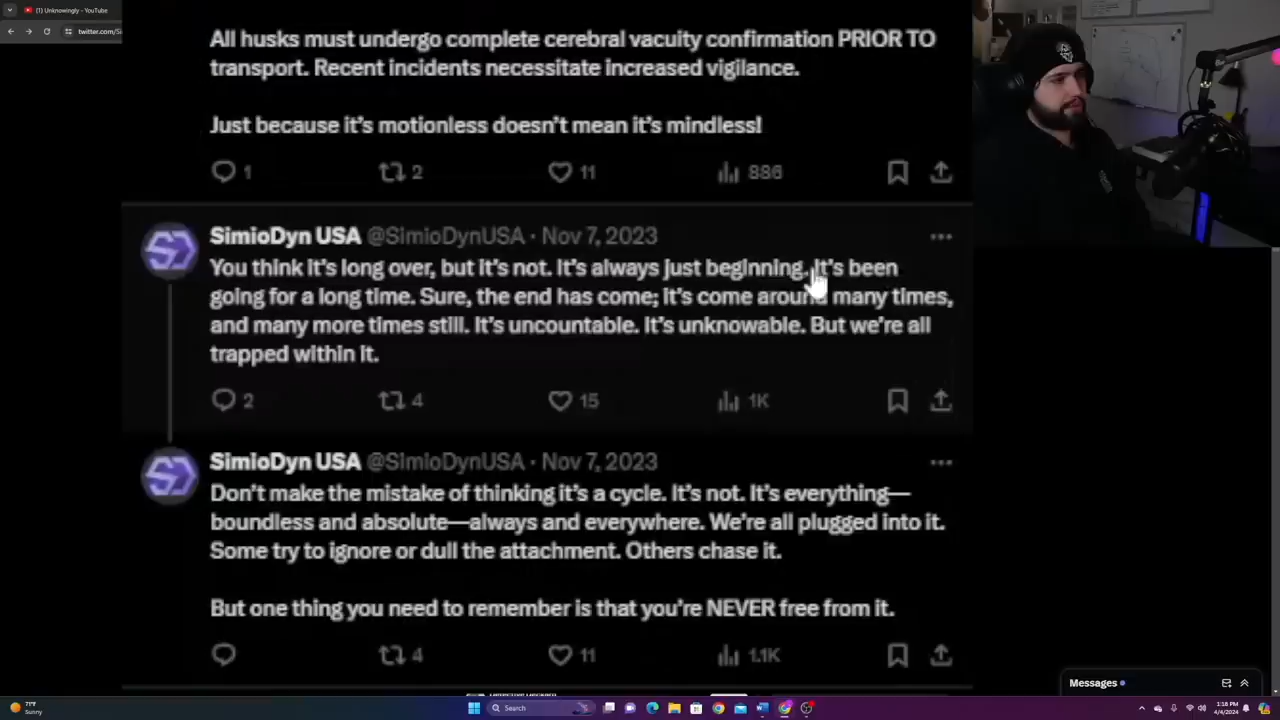 (1) Unknowingly - YouTube
twitter.com/Si
All husks must undergo complete cerebral vacuity confirmation PRIOR TO
transport. Recent incidents necessitate increased vigilance.
Just because it's motionless doesn't mean it's mindless!
1 2 11 886
SimioDyn USA @SimioDynUSA · Nov 7, 2023
You think it's long over, but it's not. It's always just beginning. It's been
going for a long time. Sure, the end has come; it's come around many times,
and many more times still. It's uncountable. It's unknowable. But we're all
trapped within it.
2 4 15 1K
SimioDyn USA @SimioDynUSA · Nov 7, 2023
Don't make the mistake of thinking it's a cycle. It's not. It's everything—
boundless and absolute—always and everywhere. We're all plugged into it.
Some try to ignore or dull the attachment. Others chase it.
But one thing you need to remember is that you're NEVER free from it.
4 11 1.1K
Messages
77°F
Sunny
Search
1:18 PM
4/4/2024